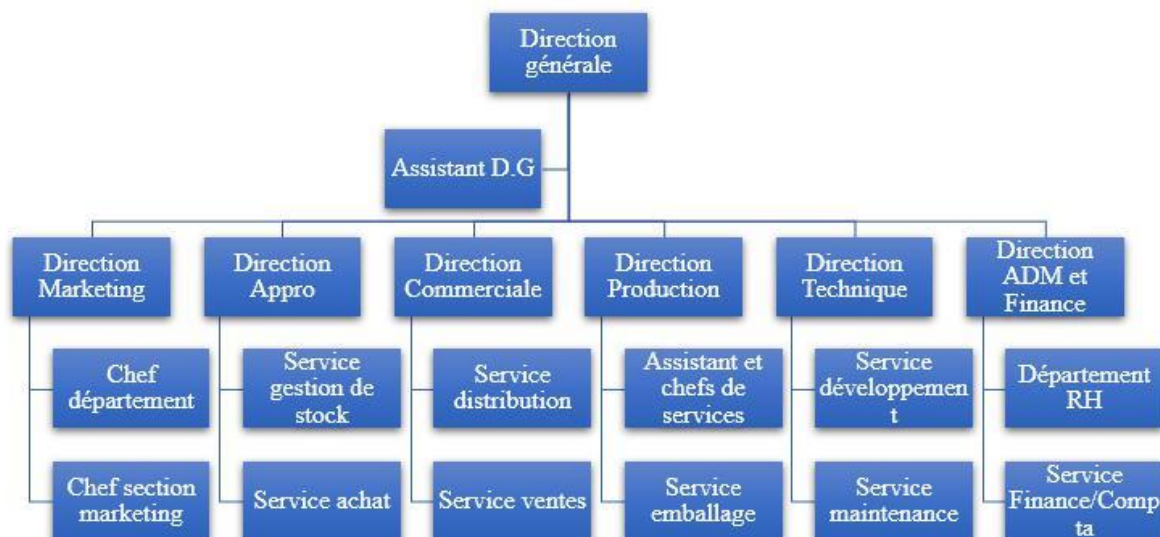 Direction
générale
Assistant D.G
Direction
Marketing
Direction
Appro
Direction
Commerciale
Direction
Production
Direction
Technique
Direction
ADM et
Finance
Chef
département
Service
gestion de
stock
Service
distribution
Assistant et
chefs de
services
Service
développemen
t
Département
RH
Chef section
marketing
Service achat
Service ventes
Service
emballage
Service
maintenance
Service
Finance/Comp
ta